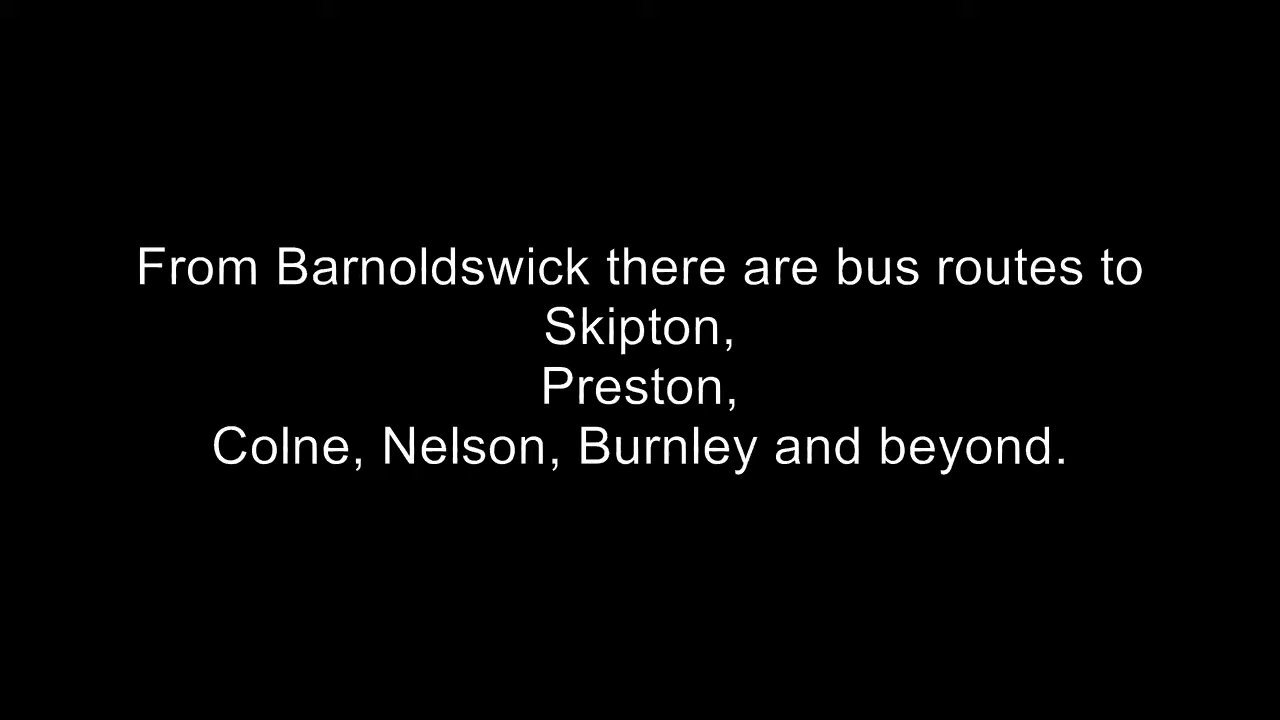 From Barnoldswick there are bus routes to
Skipton,
Preston,
Colne, Nelson, Burnley and beyond.